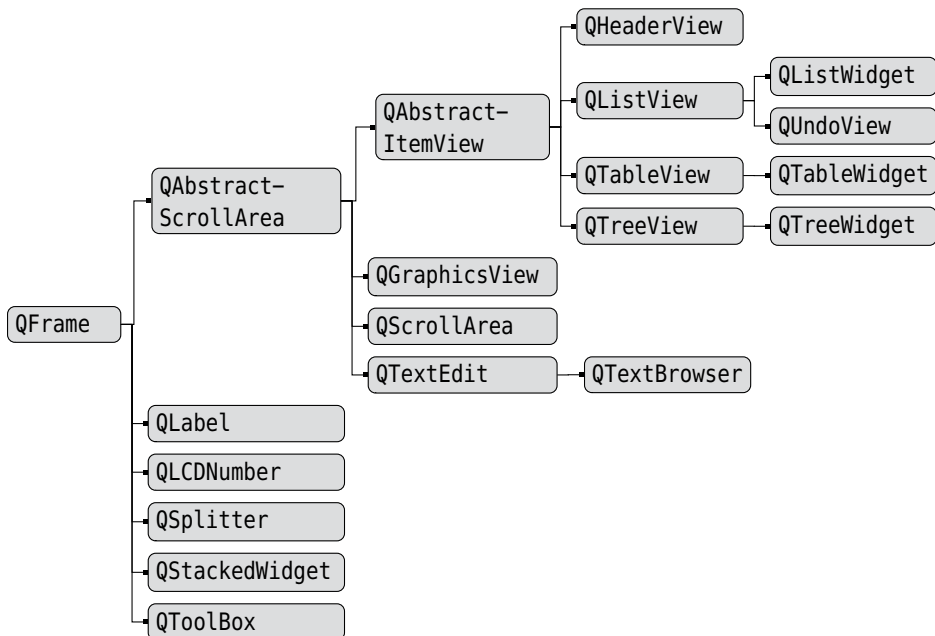 QHeaderView
QListWidget
QAbstract-
ItemView
QListView
QUndoView
QAbstract-
ScrollArea
QTableView
QTableWidget
QTreeView
QTreeWidget
QGraphicsView
QFrame
QScrollArea
QTextEdit
QTextBrowser
QLabel
QLCDNumber
QSplitter
QStackedWidget
QToolBox